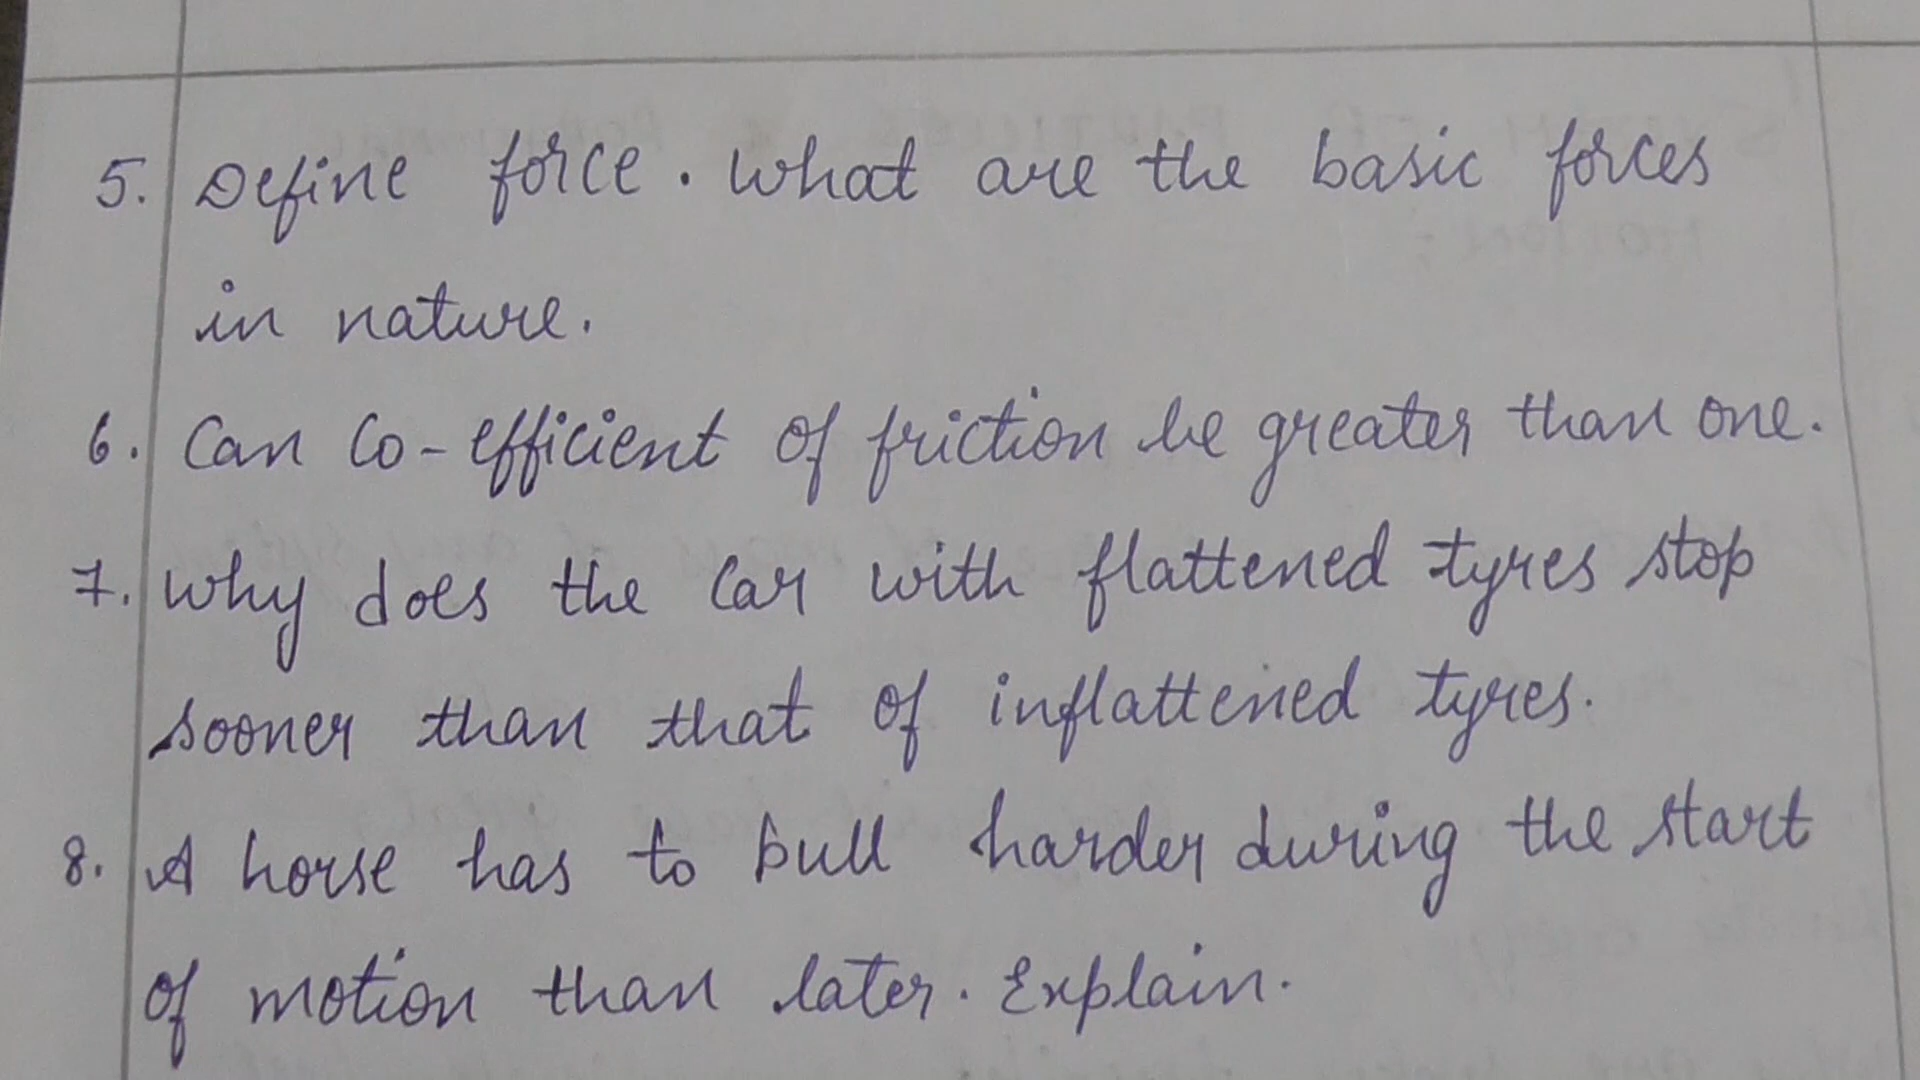 5. Define force. What are the basic forces
in nature.
6. Can Co-efficient of friction be greater than one.
7. Why does the Car with flattened tyres stop
sooner than that of inflattened tyres.
8. A horse has to pull harder during the start
of motion than later. Explain.